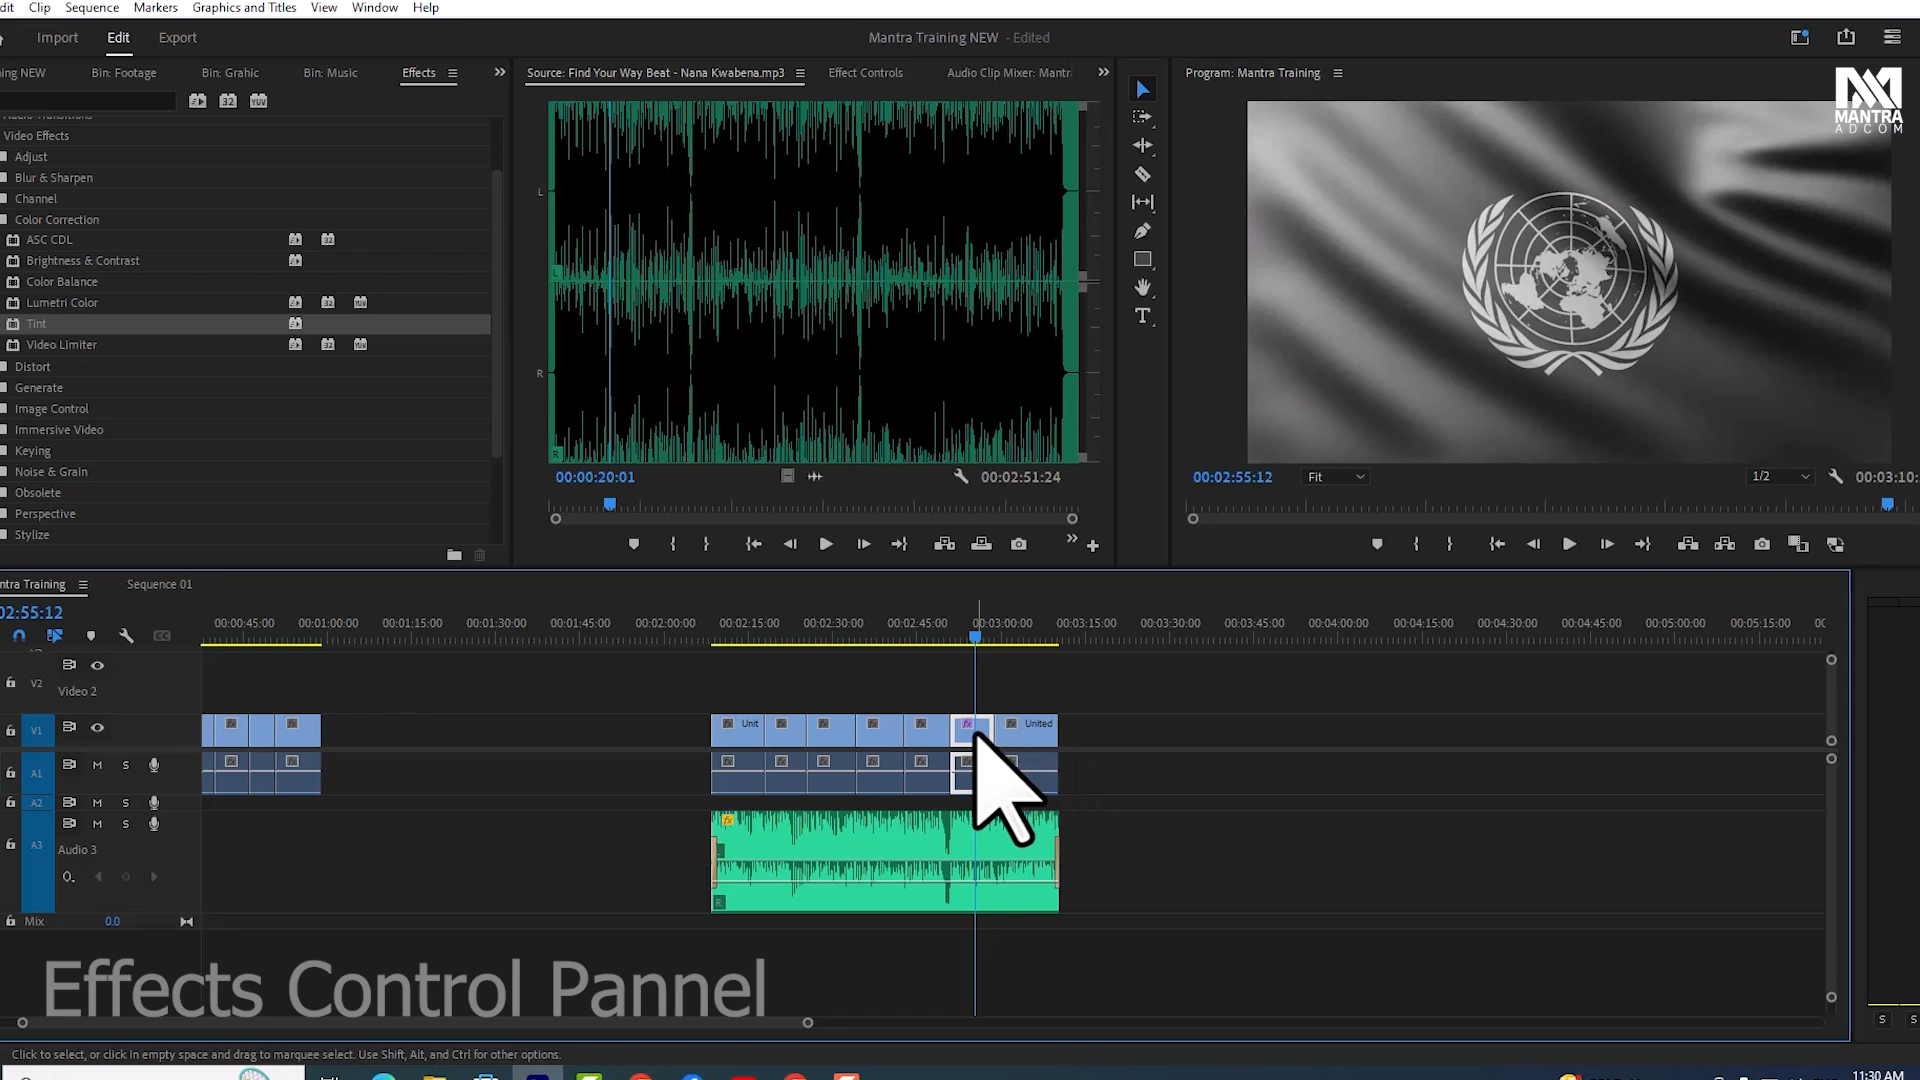 Clip Sequence Markers Graphics and Titles View Window Help
Import Edit Export
Mantra Training NEW - Edited
Bin: Footage Bin: Grahic Bin: Music Effects
Source: Find Your Way Beat - Nana Kwabena.mp3 Effect Controls Audio Clip Mixer: Mantr
Program: Mantra Training
MANTRA
ADCOM
32 YUV
Video Effects
Adjust
Blur & Sharpen
Channel
Color Correction
ASC CDL
Brightness & Contrast
Color Balance
Lumetri Color
Tint
Video Limiter
Distort
Generate
Image Control
Immersive Video
Keying
Noise & Grain
Obsolete
Perspective
Stylize
L
R
00:00:20:01 00:02:51:24
00:02:55:12 Fit 1/2 00:03:10:
ntra Training Sequence 01
02:55:12
00:00:45:00 00:01:00:00 00:01:15:00 00:01:30:00 00:01:45:00 00:02:00:00 00:02:15:00 00:02:30:00 00:02:45:00 00:03:00:00 00:03:15:00 00:03:30:00 00:03:45:00 00:04:00:00 00:04:15:00 00:04:30:00 00:04:45:00 00:05:00:00 00:05:15:00
V2 Video 2
V1 Unit United
A1 M S
A2 M S
M S
A3 Audio 3
R
Mix 0.0
Effects Control Pannel
S S
Click to select, or click in empty space and drag to marquee select. Use Shift, Alt, and Ctrl for other options.
11:30 AM